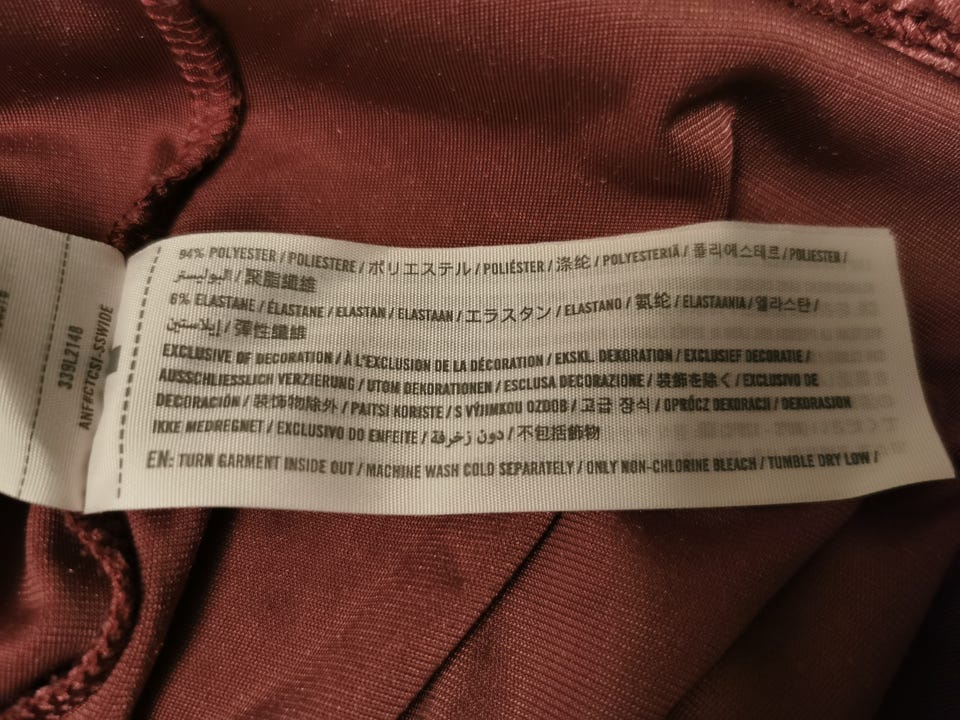 94% POLYESTER / POLIESTERE / ポリエステル / POLIÉSTER / 涤纶 / POLYESTERIÄ / 폴리에스테르 / POLIESTER /
البوليستر / 聚脂纖維
6% ELASTANE / ÉLASTANE / ELASTAN / ELASTAAN / エラスタン / ELASTANO / 氨纶 / ELASTAANIA / 엘라스탄 /
إيلاستين / 彈性纖維
EXCLUSIVE OF DECORATION / À L'EXCLUSION DE LA DÉCORATION / EKSKL. DEKORATION / EXCLUSIEF DECORATIE /
AUSSCHLIESSLICH VERZIERUNG / UTOM DEKORATIONEN / ESCLUSA DECORAZIONE / 装飾を除く / EXCLUSIVO DE
DECORACIÓN / 装饰物除外 / PAITSI KORISTE / S VÝJIMKOU OZDOB / 고급 장식 / OPRÓCZ DEKORACJI / DEKORASJON
IKKE MEDREGNET / EXCLUSIVO DO ENFEITE / دون زخرفة / 不包括飾物
EN: TURN GARMENT INSIDE OUT / MACHINE WASH COLD SEPARATELY / ONLY NON-CHLORINE BLEACH / TUMBLE DRY LOW /
339L2148
ANF#CTCSI-SSWIDE